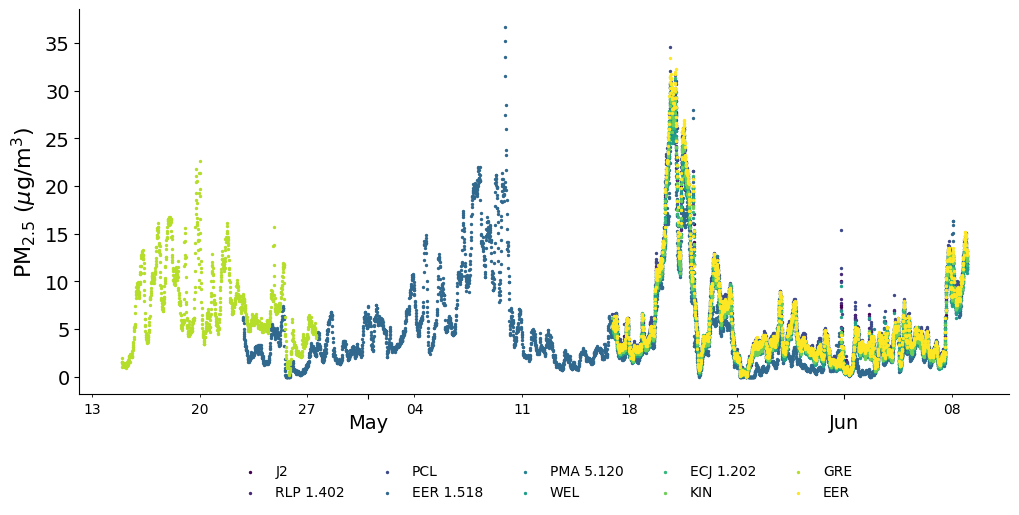 PM2.5 (μg/m3)
35
30
25
20
15
10
5
0
13 20 27 04 11 18 25 08
May Jun
J2 PCL PMA 5.120 ECJ 1.202 GRE
RLP 1.402 EER 1.518 WEL KIN EER